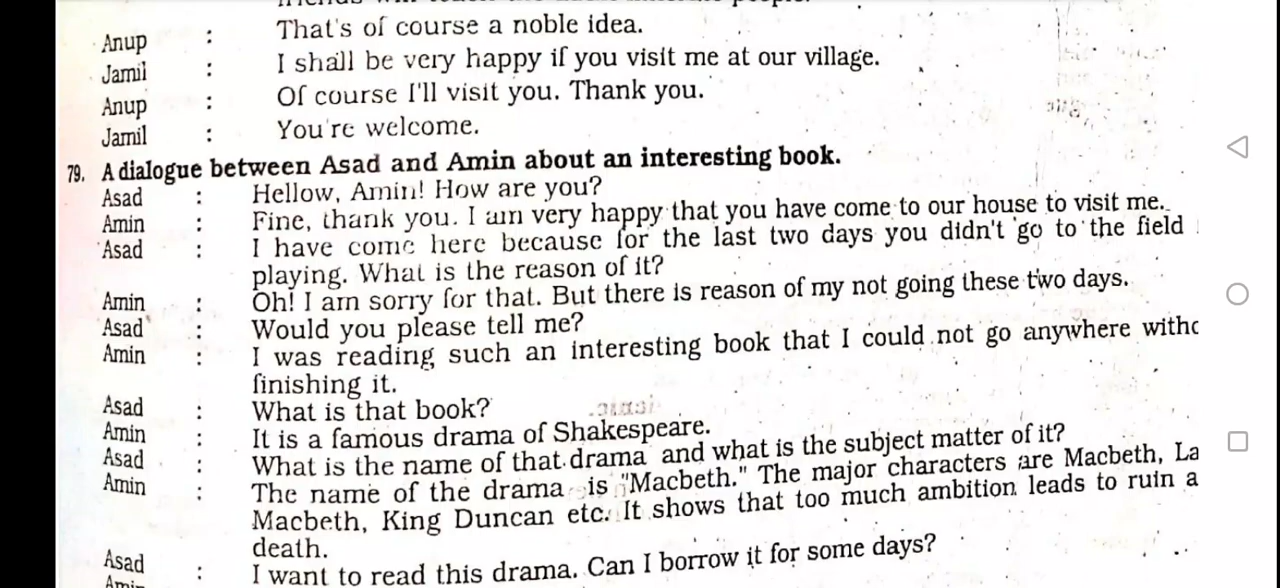 Anup : That's of course a noble idea.
Jamil : I shall be very happy if you visit me at our village.
Anup : Of course I'll visit you. Thank you.
Jamil : You're welcome.
79. A dialogue between Asad and Amin about an interesting book.
Asad : Hellow, Amin! How are you?
Amin : Fine, thank you. I am very happy that you have come to our house to visit me.
Asad : I have come here because for the last two days you didn't go to the field
playing. What is the reason of it?
Amin : Oh! I am sorry for that. But there is reason of my not going these two days.
Asad : Would you please tell me?
Amin : I was reading such an interesting book that I could not go anywhere
finishing it.
Asad : What is that book?
Amin : It is a famous drama of Shakespeare.
Asad : What is the name of that drama and what is the subject matter of it?
Amin : The name of the drama is "Macbeth." The major characters are Macbeth,
Macbeth, King Duncan etc. It shows that too much ambition leads to ruin
death.
Asad : I want to read this drama. Can I borrow it for some days?